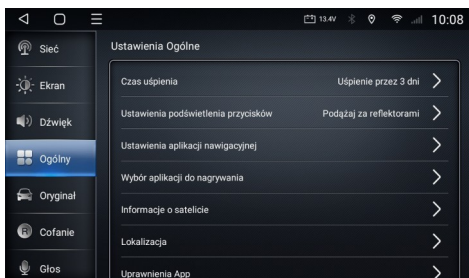 13.4V
10:08
Sieć
Ekran
Dźwięk
Ogólny
Oryginał
Cofanie
Głos
Ustawienia Ogólne
Czas uśpienia Uśpienie przez 3 dni
Ustawienia podświetlenia przycisków Podążaj za reflektorami
Ustawienia aplikacji nawigacyjnej
Wybór aplikacji do nagrywania
Informacje o satelicie
Lokalizacja
Uprawnienia App